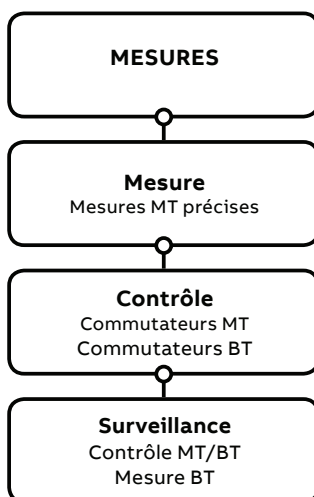 MESURES
Mesure
Mesures MT précises
Contrôle
Commutateurs MT
Commutateurs BT
Surveillance
Contrôle MT/BT
Mesure BT